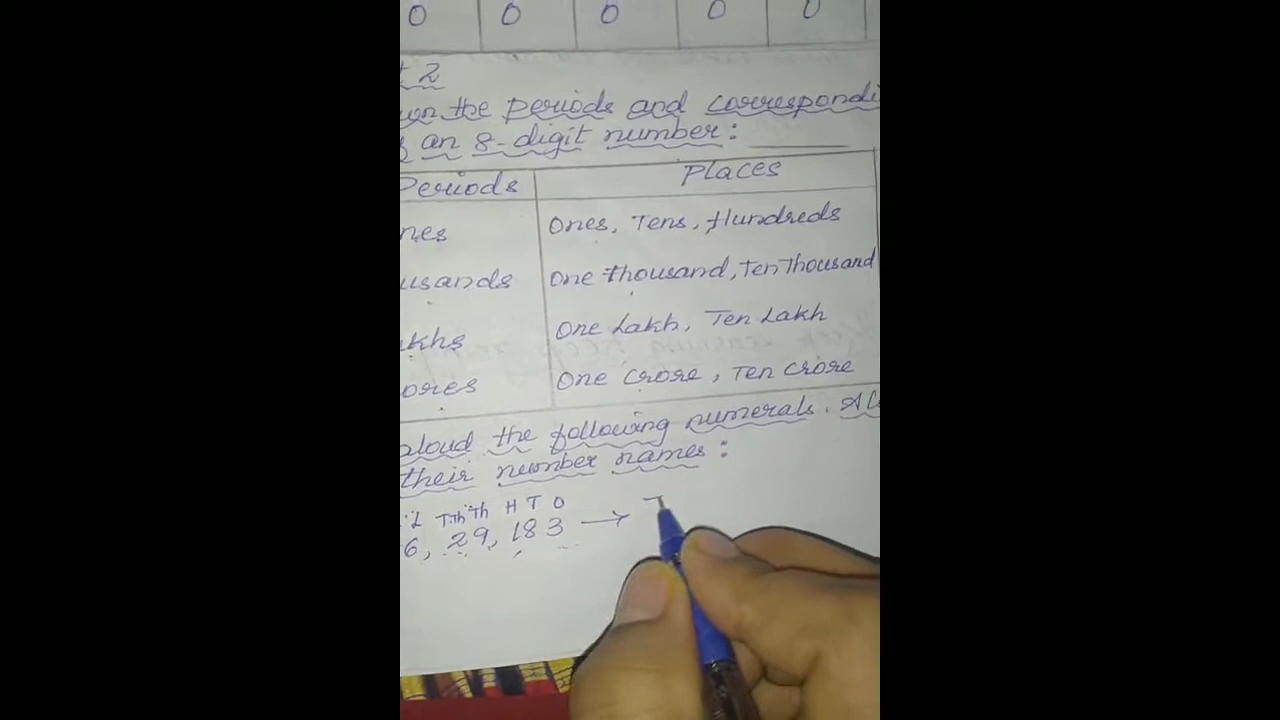 0 0 0 0 0
2
the periods and
an 8-digit number:
Periods Places
Ones, Tens, Hundreds
One thousand, Ten Thousand
One Lakh, Ten Lakh
One crore, Ten crore
the following numerals.
their number names:
L T.Th Th H T O
6, 29, 183 →